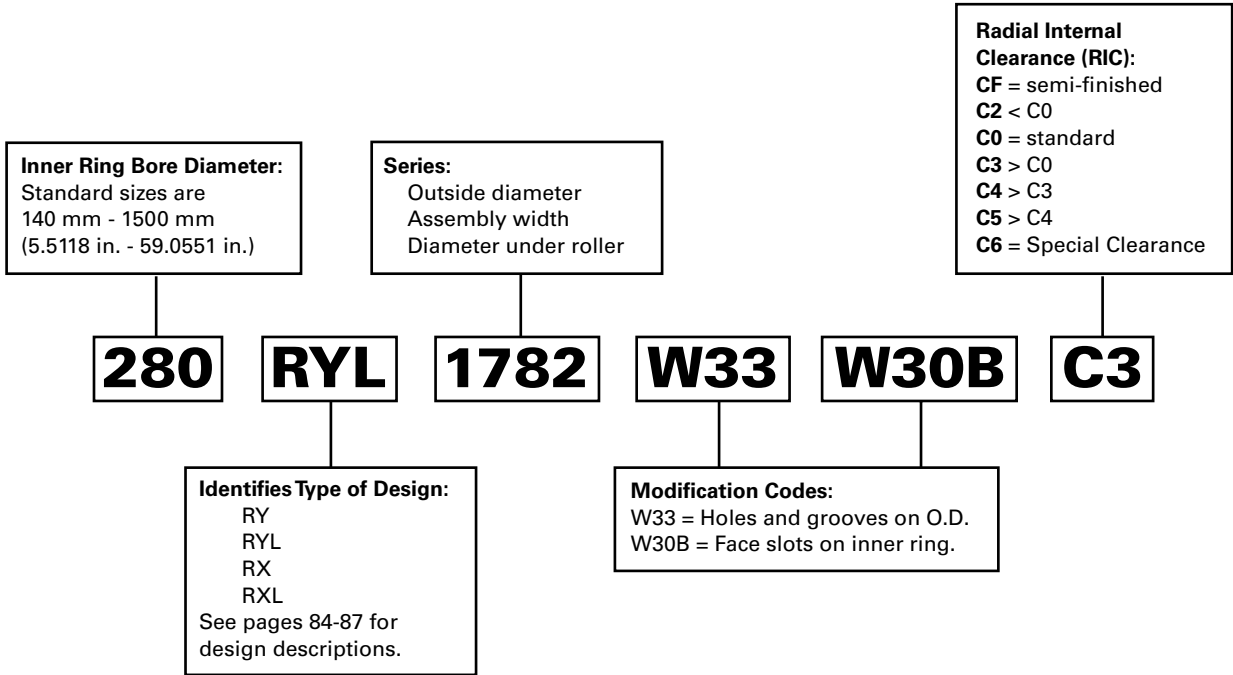 Radial Internal
Clearance (RIC):
CF = semi-finished
C2 < C0
C0 = standard
C3 > C0
C4 > C3
C5 > C4
C6 = Special Clearance
Inner Ring Bore Diameter:
Standard sizes are
140 mm - 1500 mm
(5.5118 in. - 59.0551 in.)
Series:
Outside diameter
Assembly width
Diameter under roller
280 RYL 1782 W33 W30B C3
Identifies Type of Design:
RY
RYL
RX
RXL
See pages 84-87 for
design descriptions.
Modification Codes:
W33 = Holes and grooves on O.D.
W30B = Face slots on inner ring.